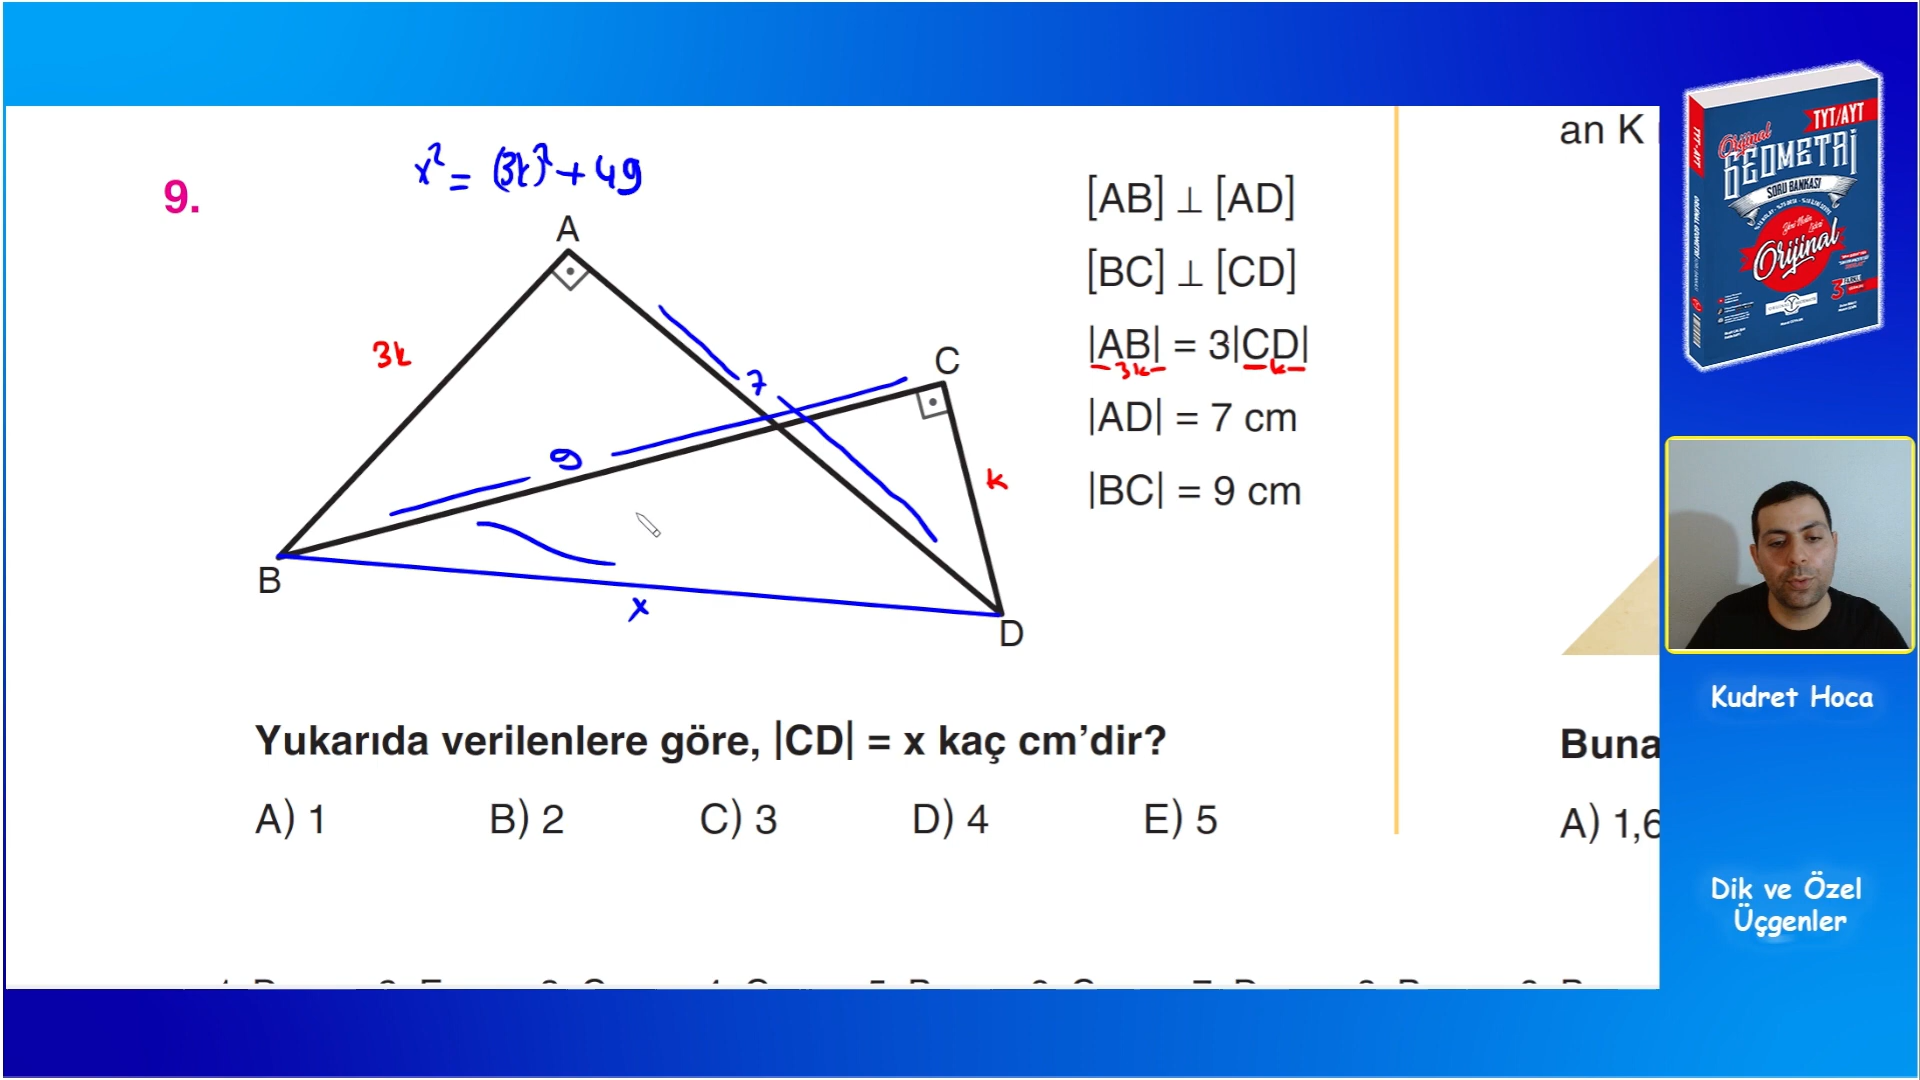 9.
x² = (3k)² + 49
A
3k
7
C
9
k
B
x
D
[AB] ⊥ [AD]
[BC] ⊥ [CD]
|AB| = 3|CD|
3k k
|AD| = 7 cm
|BC| = 9 cm
Yukarıda verilenlere göre, |CD| = x kaç cm'dir?
A) 1 B) 2 C) 3 D) 4 E) 5
an K
Buna
A) 1,6
TYT/AYT
Orijinal
GEOMETRİ
SORU BANKASI
Orijinal
Kudret Hoca
Dik ve Özel
Üçgenler